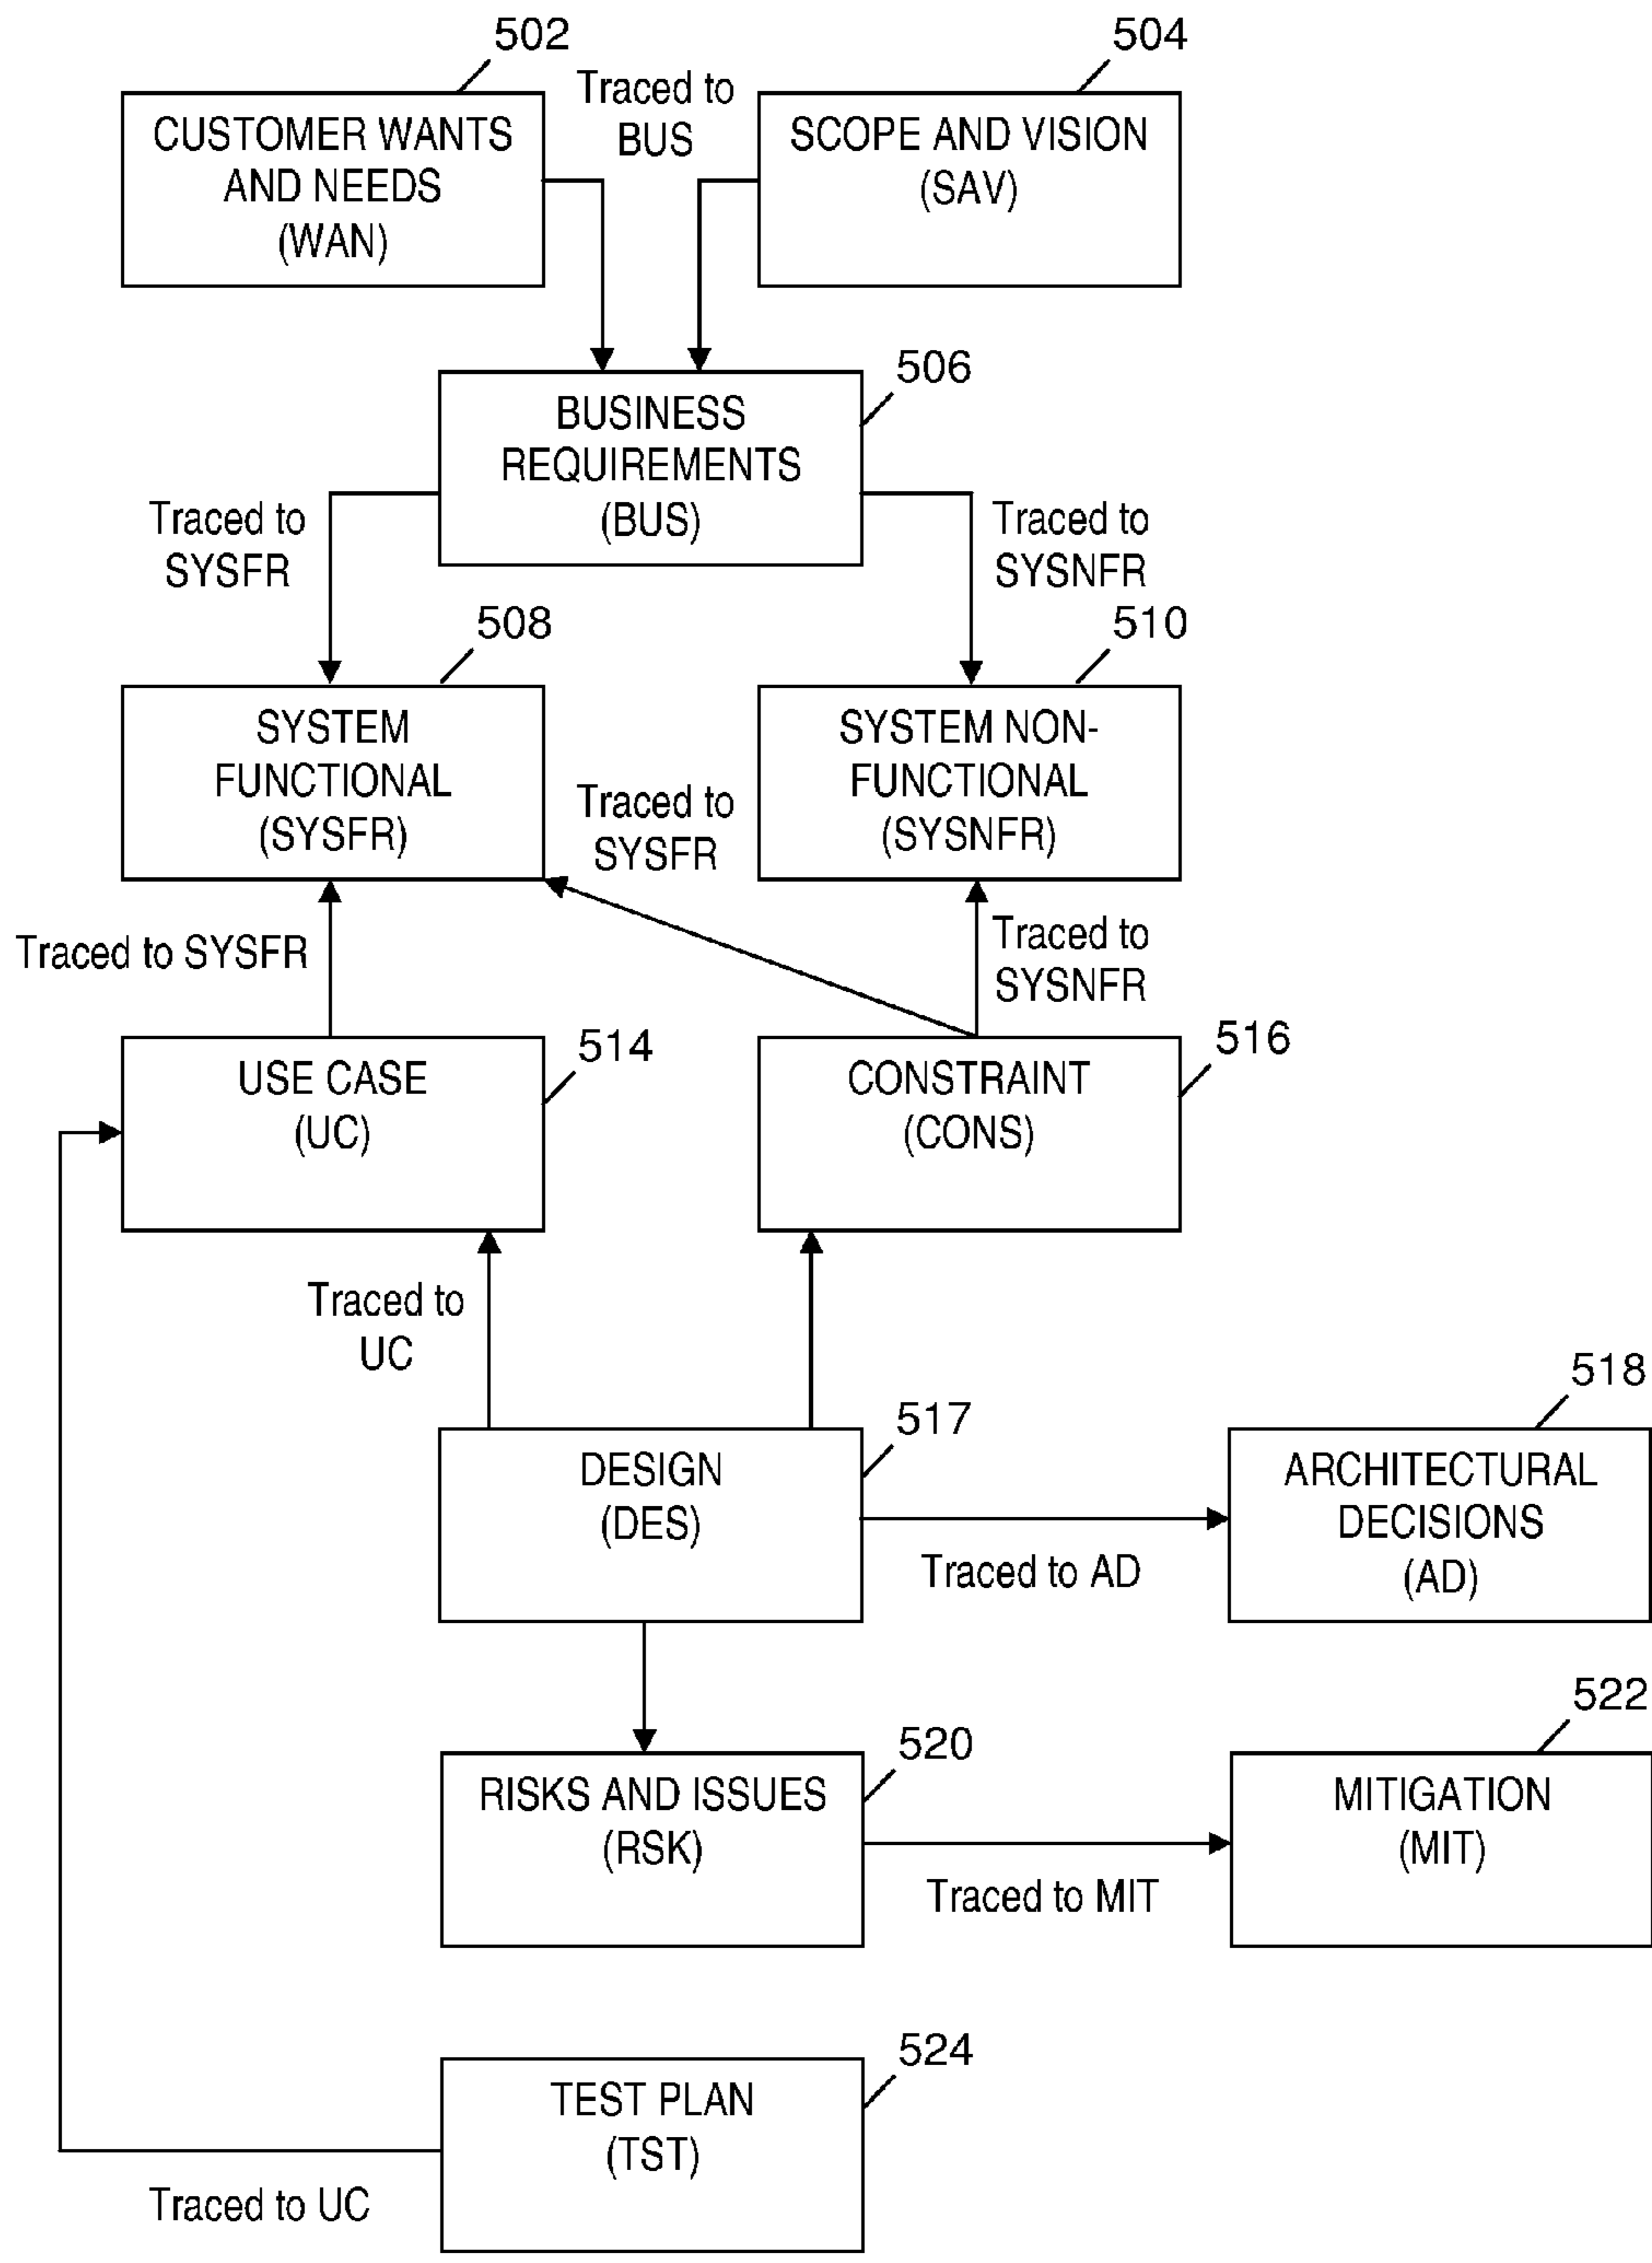 502
504
Traced to
BUS
CUSTOMER WANTS
AND NEEDS
(WAN)
SCOPE AND VISION
(SAV)
506
BUSINESS
REQUIREMENTS
(BUS)
Traced to
SYSFR
Traced to
SYSNFR
508
510
SYSTEM
FUNCTIONAL
(SYSFR)
Traced to
SYSFR
SYSTEM NON-
FUNCTIONAL
(SYSNFR)
Traced to SYSFR
Traced to
SYSNFR
514
516
USE CASE
(UC)
CONSTRAINT
(CONS)
Traced to
UC
517
518
DESIGN
(DES)
Traced to AD
ARCHITECTURAL
DECISIONS
(AD)
520
522
RISKS AND ISSUES
(RSK)
Traced to MIT
MITIGATION
(MIT)
524
TEST PLAN
(TST)
Traced to UC